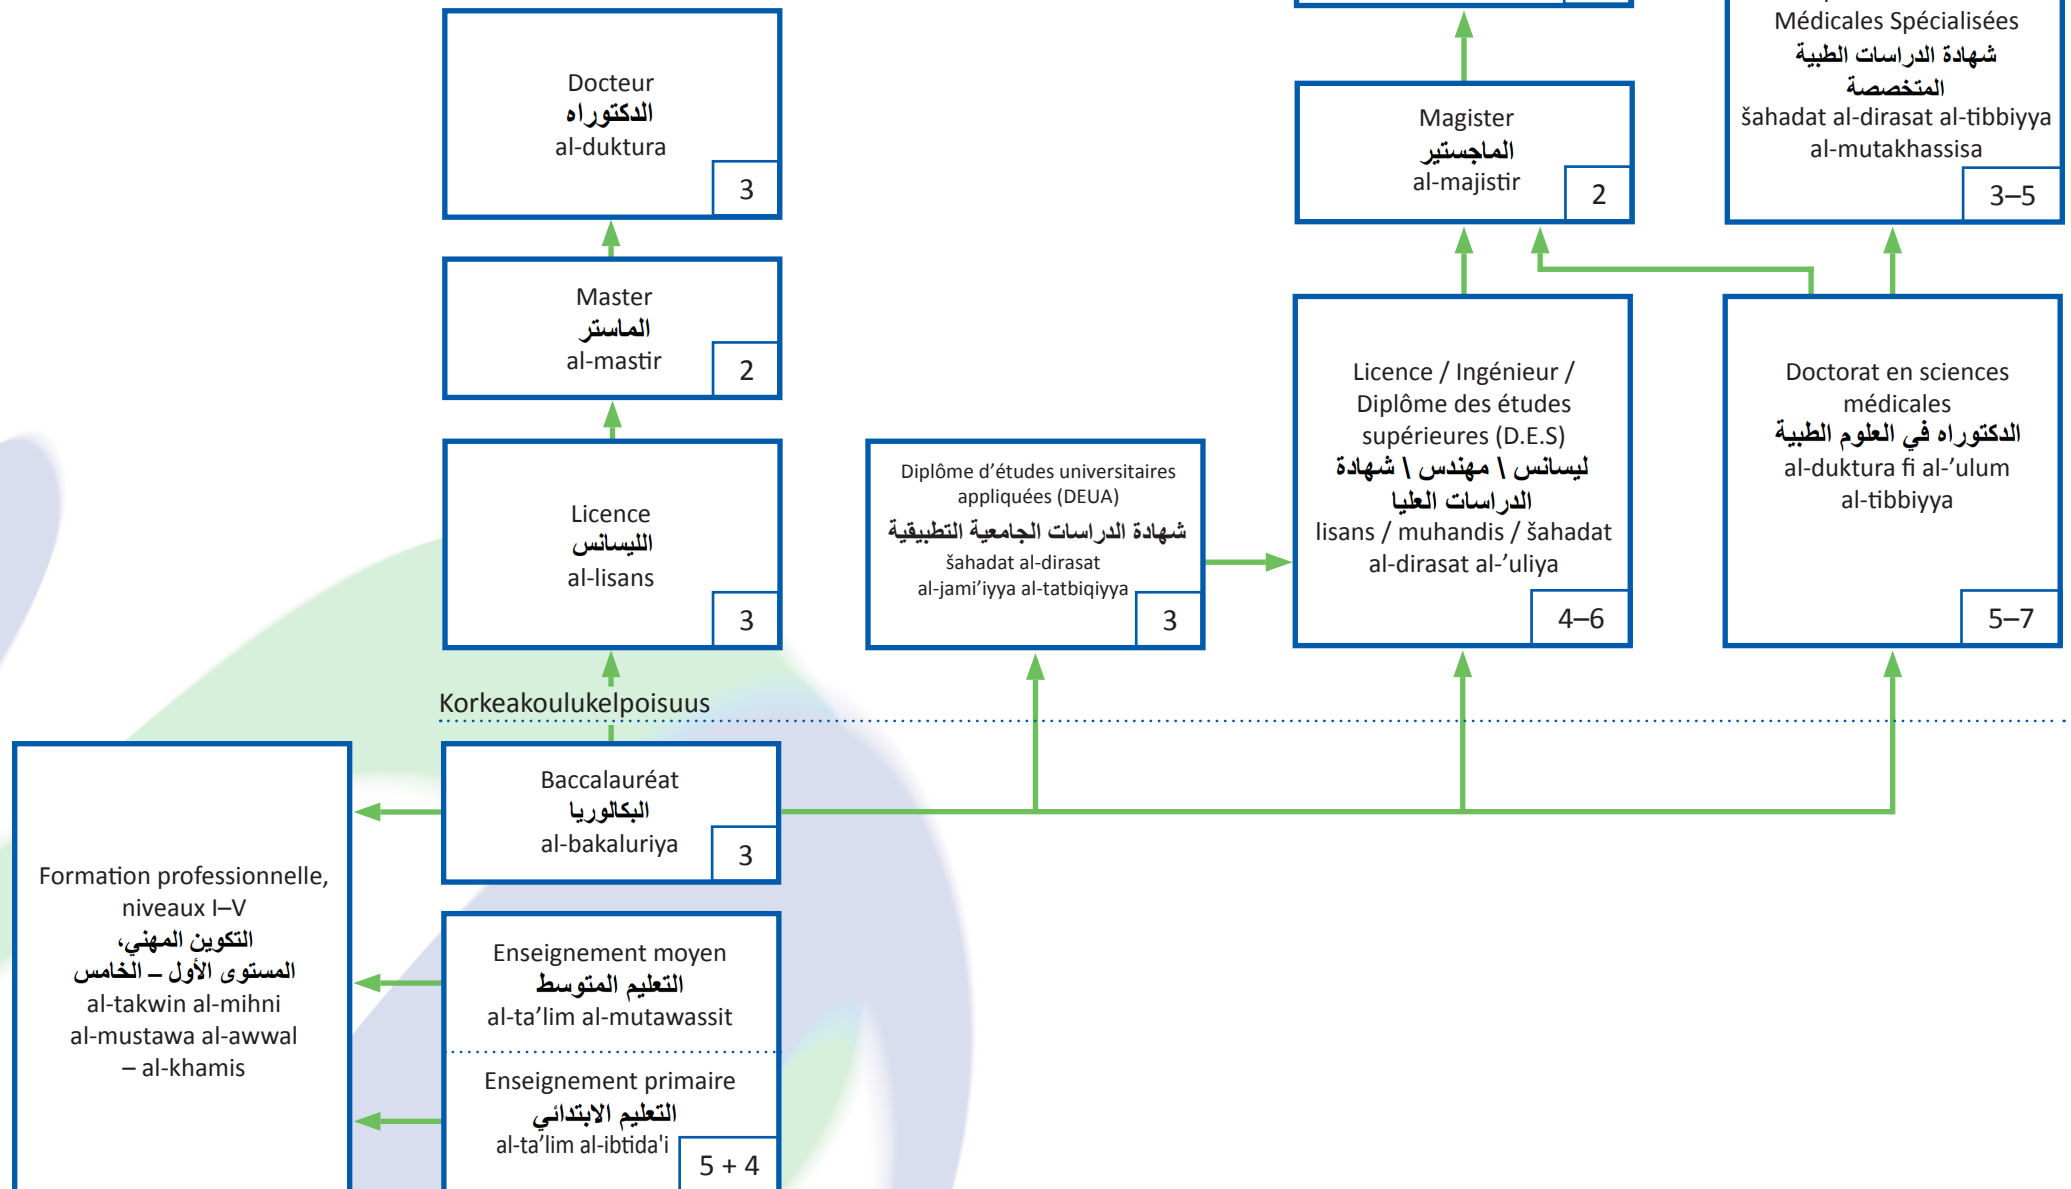 Docteur
الدكتوراه
al-duktura
3
Master
الماستر
al-mastir
2
Licence
الليسانس
al-lisans
3
Magister
الماجستير
al-majistir
2
Médicales Spécialisées
شهادة الدراسات الطبية
المتخصصة
šahadat al-dirasat al-tibbiyya
al-mutakhassisa
3–5
Diplôme d’études universitaires
appliquées (DEUA)
شهادة الدراسات الجامعية التطبيقية
šahadat al-dirasat
al-jami’iyya al-tatbiqiyya
3
Licence / Ingénieur /
Diplôme des études
supérieures (D.E.S)
ليسانس \ مهندس \ شهادة
الدراسات العليا
lisans / muhandis / šahadat
al-dirasat al-’uliya
4–6
Doctorat en sciences
médicales
الدكتوراه في العلوم الطبية
al-duktura fi al-’ulum
al-tibbiyya
5–7
Korkeakoulukelpoisuus
Baccalauréat
البكالوريا
al-bakaluriya
3
Formation professionnelle,
niveaux I–V
التكوين المهني،
المستوى الأول – الخامس
al-takwin al-mihni
al-mustawa al-awwal
– al-khamis
Enseignement moyen
التعليم المتوسط
al-ta’lim al-mutawassit
Enseignement primaire
التعليم الابتدائي
al-ta’lim al-ibtida'i
5 + 4